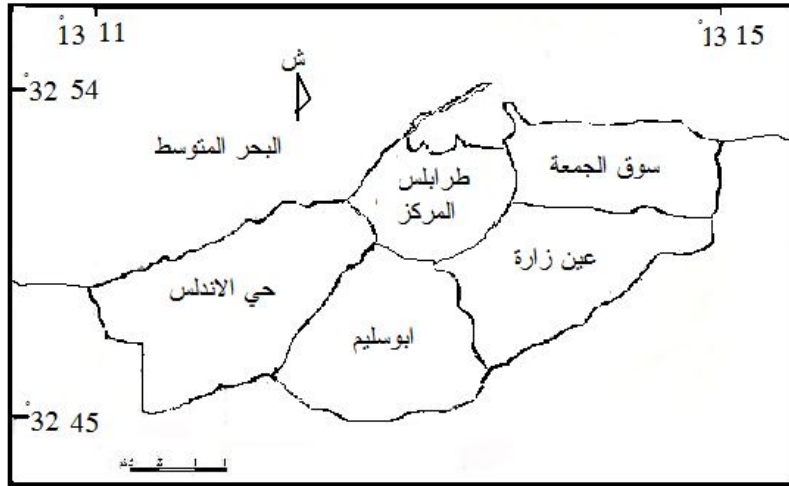 13° 11
13° 15
32° 54
ش
البحر المتوسط
سوق الجمعة
طرابلس
المركز
عين زارة
حي الاندلس
ابوسليم
32° 45